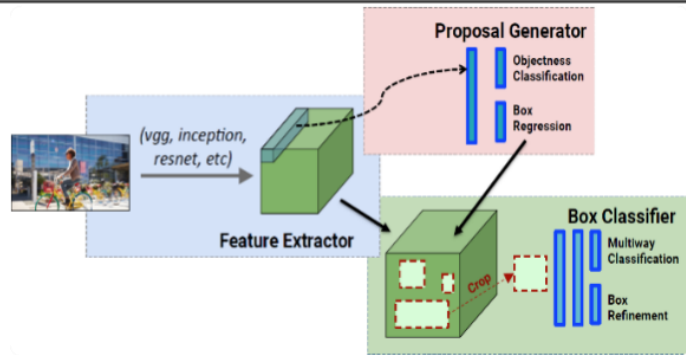 Proposal Generator
Objectness
Classification
Box
Regression
(vgg, inception,
resnet, etc)
Feature Extractor
Box Classifier
Crop
Multiway
Classification
Box
Refinement